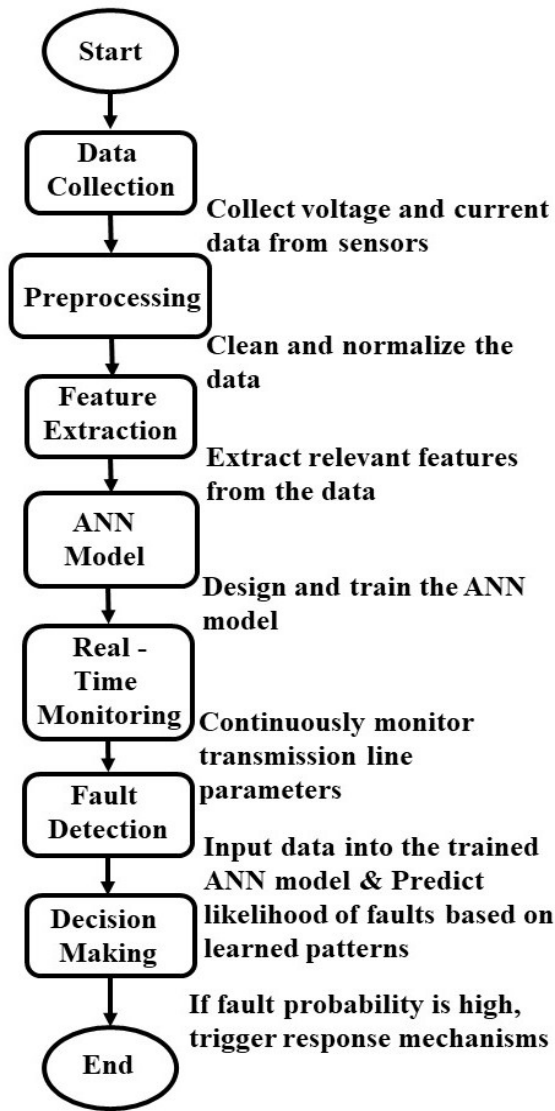 Start
Data
Collection
Collect voltage and current
data from sensors
Preprocessing
Clean and normalize the
data
Feature
Extraction
Extract relevant features
from the data
ANN
Model
Design and train the ANN
model
Real -
Time
Monitoring
Continuously monitor
transmission line
parameters
Fault
Detection
Input data into the trained
ANN model & Predict
likelihood of faults based on
learned patterns
Decision
Making
If fault probability is high,
trigger response mechanisms
End